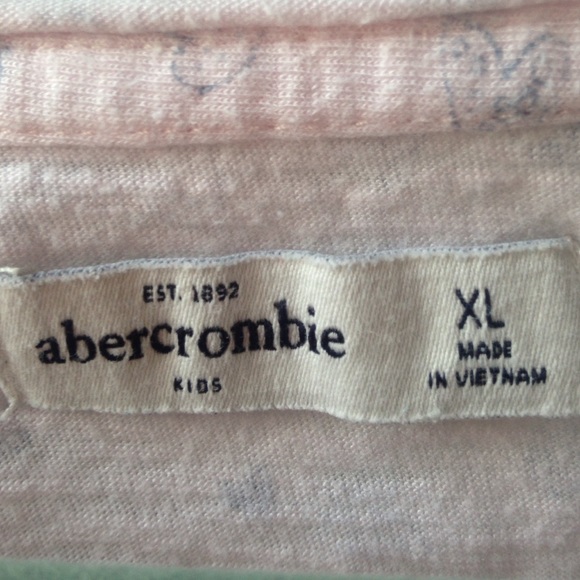 EST. 1892
abercrombie
KIDS
XL
MADE
IN VIETNAM